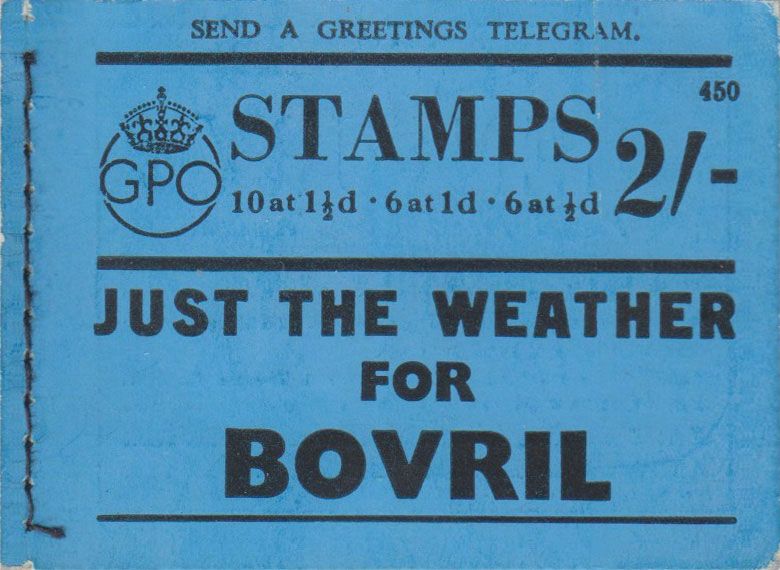 SEND A GREETINGS TELEGRAM.
450
GPO
STAMPS 2/-
10 at 1½d · 6 at 1d · 6 at ½d
JUST THE WEATHER
FOR
BOVRIL